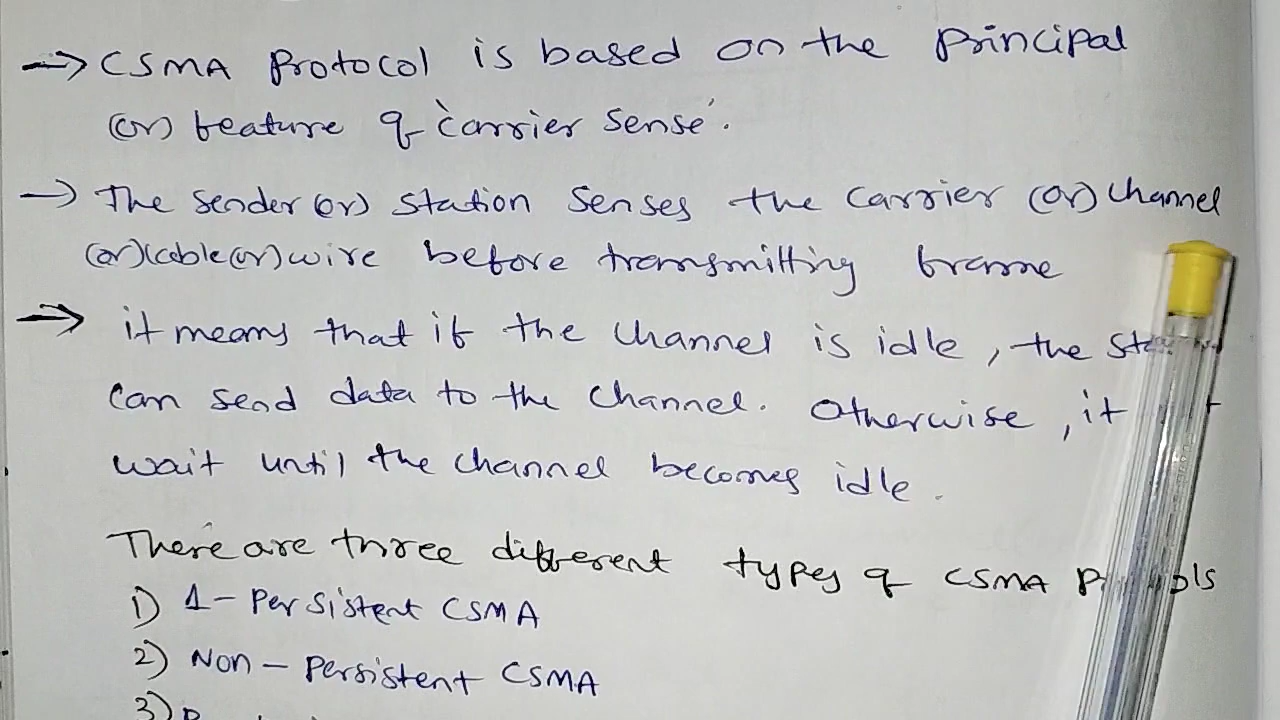 → CSMA Protocol is based on the principal
(or) feature of 'carrier sense'.
→ The sender (or) station senses the carrier (or) channel
(or) cable (or) wire before transmitting frame
→ it means that if the channel is idle, the
can send data to the channel. Otherwise, it
wait until the channel becomes idle.
There are three different types of CSMA
1) 1-Persistent CSMA
2) Non-Persistent CSMA
3)